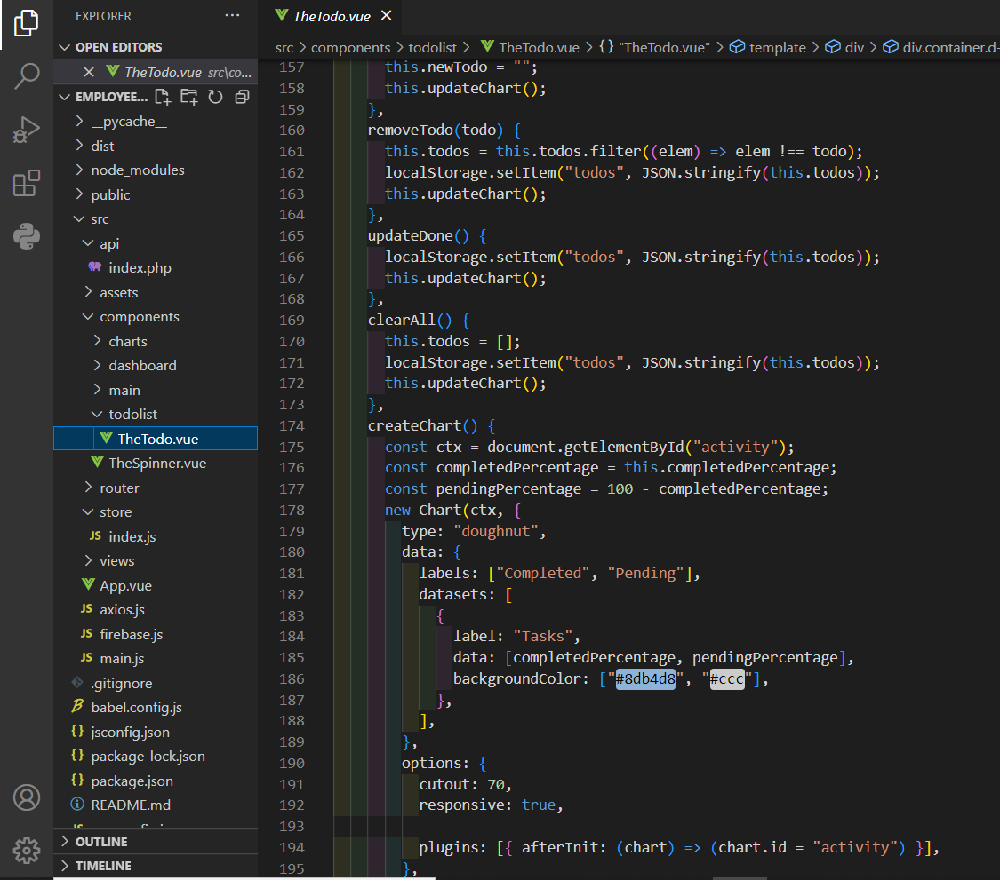 EXPLORER
···
OPEN EDITORS
TheTodo.vue src\co...
EMPLOYEE...
__pycache__
dist
node_modules
public
src
api
index.php
assets
components
charts
dashboard
main
todolist
TheTodo.vue
TheSpinner.vue
router
store
JS index.js
views
App.vue
JS axios.js
JS firebase.js
JS main.js
.gitignore
babel.config.js
{} jsconfig.json
{} package-lock.json
{} package.json
README.md
JS vue.config.js
OUTLINE
TIMELINE
TheTodo.vue
src > components > todolist > TheTodo.vue > {} "TheTodo.vue" > template > div > div.container.d-
157 this.newTodo = "";
158 this.updateChart();
159 },
160 removeTodo(todo) {
161 this.todos = this.todos.filter((elem) => elem !== todo);
162 localStorage.setItem("todos", JSON.stringify(this.todos));
163 this.updateChart();
164 },
165 updateDone() {
166 localStorage.setItem("todos", JSON.stringify(this.todos));
167 this.updateChart();
168 },
169 clearAll() {
170 this.todos = [];
171 localStorage.setItem("todos", JSON.stringify(this.todos));
172 this.updateChart();
173 },
174 createChart() {
175 const ctx = document.getElementById("activity");
176 const completedPercentage = this.completedPercentage;
177 const pendingPercentage = 100 - completedPercentage;
178 new Chart(ctx, {
179 type: "doughnut",
180 data: {
181 labels: ["Completed", "Pending"],
182 datasets: [
183 {
184 label: "Tasks",
185 data: [completedPercentage, pendingPercentage],
186 backgroundColor: ["#8db4d8", "#ccc"],
187 },
188 ],
189 },
190 options: {
191 cutout: 70,
192 responsive: true,
193
194 plugins: [{ afterInit: (chart) => (chart.id = "activity") }],
195 },